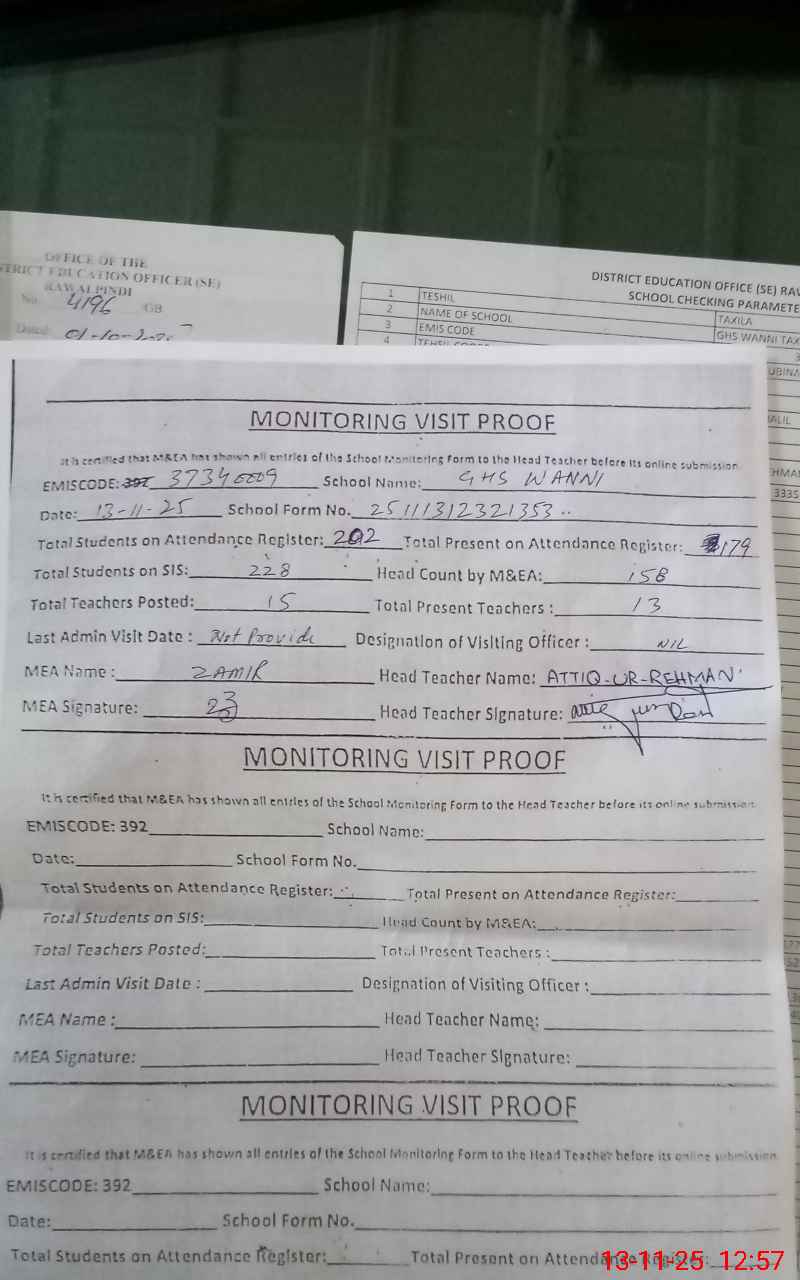 OFFICE OF THE
DISTRICT EDUCATION OFFICER (SE)
RAWALPINDI
No. 4196 /GB
Dated 01-10-2025
DISTRICT EDUCATION OFFICE (SE) RAW
SCHOOL CHECKING PARAMETE
1 TESHIL TAXILA
2 NAME OF SCHOOL GHS WANNI TAX
3 EMIS CODE
4
MONITORING VISIT PROOF
It is certified that M&EA has shown all entries of the School Monitoring Form to the Head Teacher before its online submission.
EMISCODE: 392 37340009 School Name: GHS WANNI
Date: 13-11-25 School Form No. 25111312321353..
Total Students on Attendance Register: 202 Total Present on Attendance Register: 179
Total Students on SIS: 228 Head Count by M&EA: 158
Total Teachers Posted: 15 Total Present Teachers : 13
Last Admin Visit Date : Not Provide Designation of Visiting Officer : NIL
MEA Name : ZAMIR Head Teacher Name: ATTIQ-UR-REHMAN
MEA Signature: Head Teacher Signature:
MONITORING VISIT PROOF
It is certified that M&EA has shown all entries of the School Monitoring Form to the Head Teacher before its online submission.
EMISCODE: 392 School Name:
Date: School Form No.
Total Students on Attendance Register: Total Present on Attendance Register:
Total Students on SIS: Head Count by M&EA:
Total Teachers Posted: Total Present Teachers :
Last Admin Visit Date : Designation of Visiting Officer :
MEA Name : Head Teacher Name:
MEA Signature: Head Teacher Signature:
MONITORING VISIT PROOF
It is certified that M&EA has shown all entries of the School Monitoring Form to the Head Teacher before its online submission.
EMISCODE: 392 School Name:
Date: School Form No.
Total Students on Attendance Register: Total Present on Attendance Register:
13-11-25 12:57